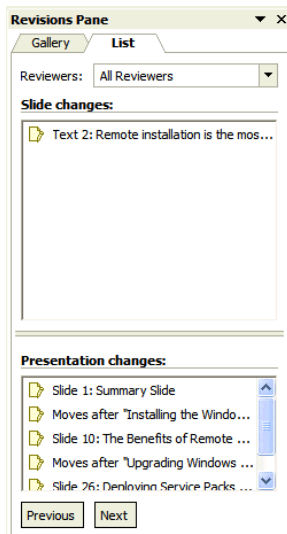 Revisions Pane
Gallery List
Reviewers: All Reviewers
Slide changes:
Text 2: Remote installation is the mos...
Presentation changes:
Slide 1: Summary Slide
Moves after "Installing the Windo...
Slide 10: The Benefits of Remote ...
Moves after "Upgrading Windows ...
Slide 26: Deploying Service Packs ...
Previous Next